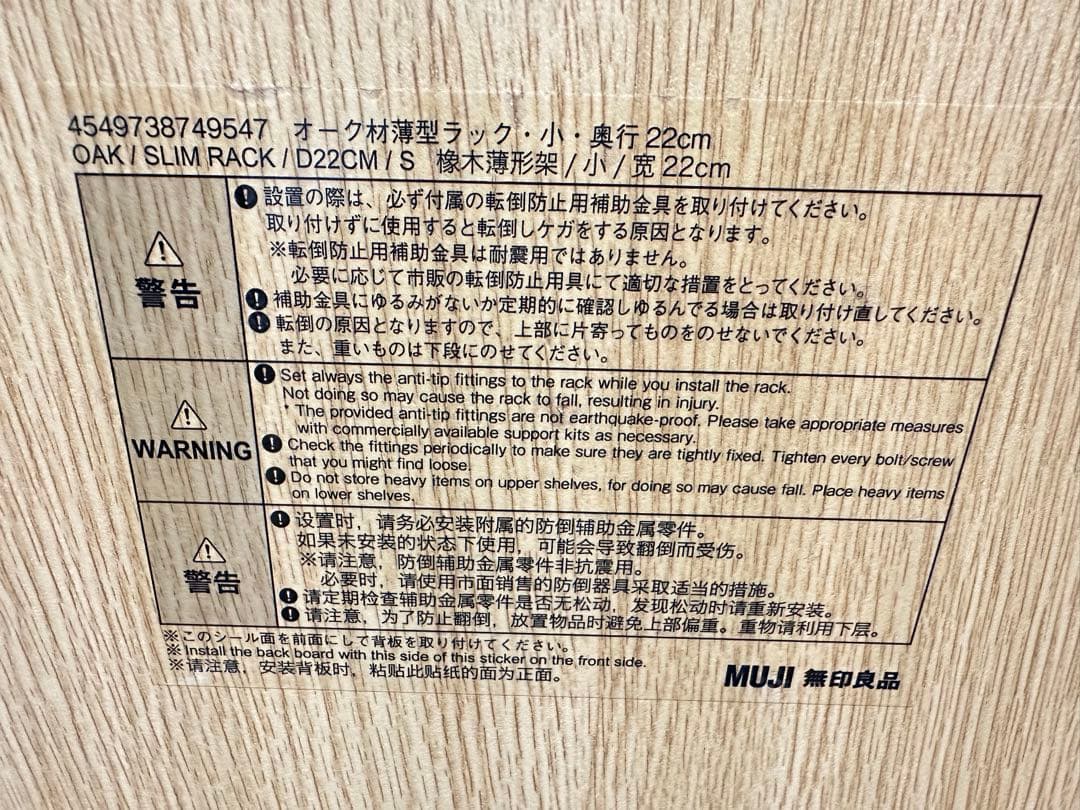 4549738749547 オーク材薄型ラック・小・奥行22cm
OAK / SLIM RACK / D22CM / S 橡木薄形架 / 小 / 宽 22cm
警告
設置の際は、必ず付属の転倒防止用補助金具を取り付けてください。
取り付けずに使用すると転倒しケガをする原因となります。
※転倒防止用補助金具は耐震用ではありません。
必要に応じて市販の転倒防止用具にて適切な措置をとってください。
補助金具にゆるみがないか定期的に確認しゆるんでる場合は取り付け直してください。
転倒の原因となりますので、上部に片寄ってものをのせないでください。
また、重いものは下段にのせてください。
WARNING
Set always the anti-tip fittings to the rack while you install the rack.
Not doing so may cause the rack to fall, resulting in injury.
* The provided anti-tip fittings are not earthquake-proof. Please take appropriate measures
with commercially available support kits as necessary.
Check the fittings periodically to make sure they are tightly fixed. Tighten every bolt/screw
that you might find loose.
Do not store heavy items on upper shelves, for doing so may cause fall. Place heavy items
on lower shelves.
警告
设置时，请务必安装附属的防倒辅助金属零件。
如果未安装的状态下使用，可能会导致翻倒而受伤。
※请注意，防倒辅助金属零件非抗震用。
必要时，请使用市面销售的防倒器具采取适当的措施。
请定期检查辅助金属零件是否无松动，发现松动时请重新安装。
请注意，为了防止翻倒，放置物品时避免上部偏重。重物请利用下层。
※このシール面を前面にして背板を取り付けてください。
※Install the back board with this side of this sticker on the front side.
※请注意，安装背板时，粘贴此贴纸的面为正面。
MUJI 無印良品